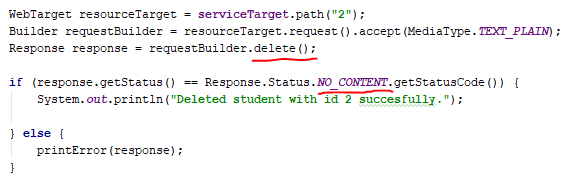 WebTarget resourceTarget = serviceTarget.path("2");
Builder requestBuilder = resourceTarget.request().accept(MediaType.TEXT_PLAIN);
Response response = requestBuilder.delete();
if (response.getStatus() == Response.Status.NO_CONTENT.getStatusCode()) {
System.out.println("Deleted student with id 2 succesfully.");
} else {
printError(response);
}